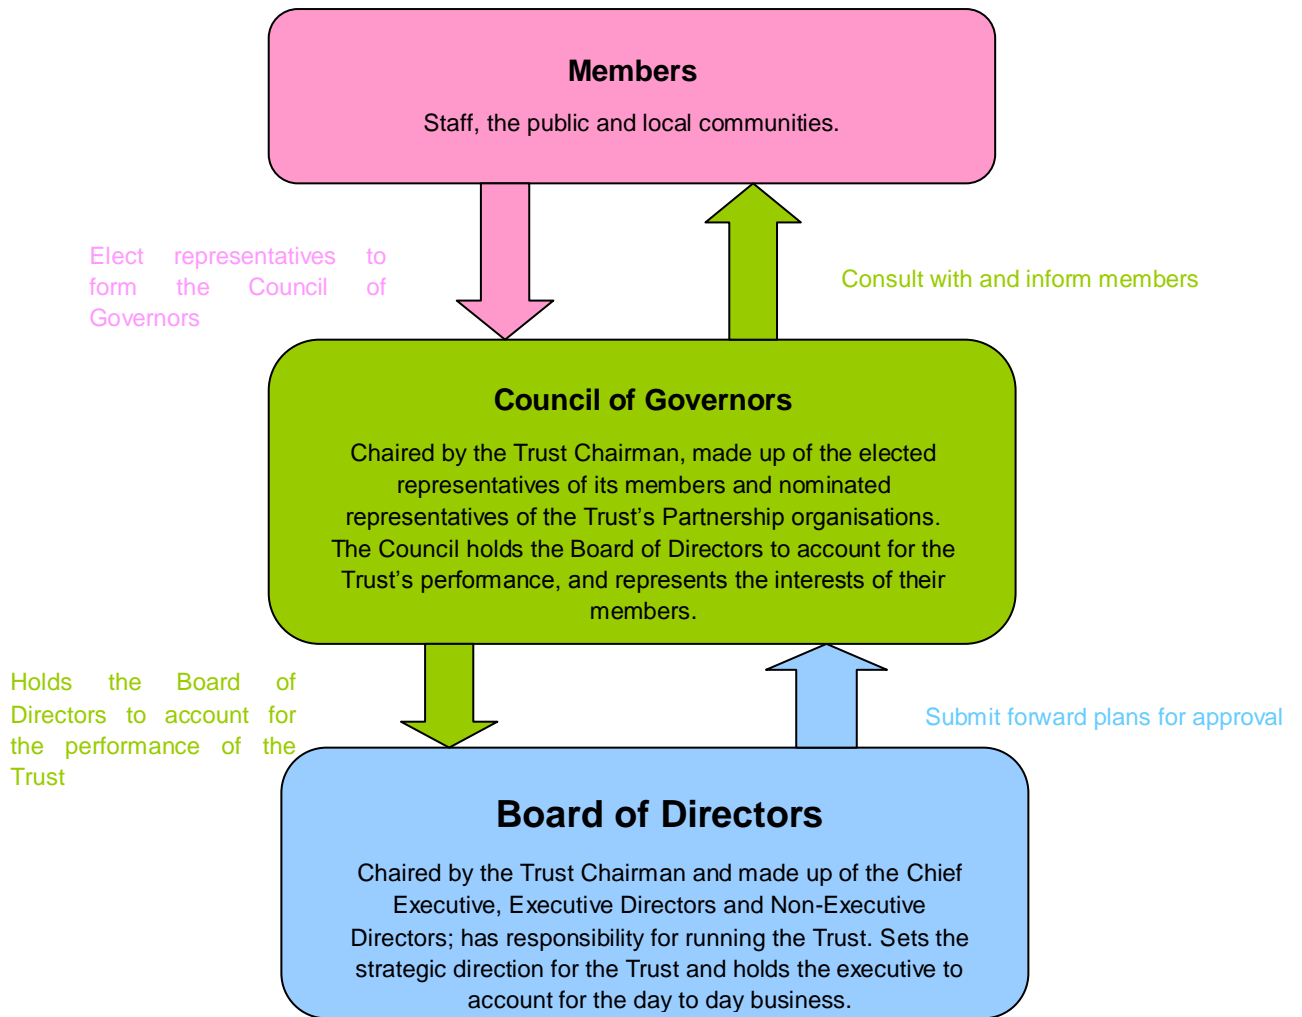 Members
Staff, the public and local communities.
Elect representatives to
form the Council of
Governors
Consult with and inform members
Council of Governors
Chaired by the Trust Chairman, made up of the elected
representatives of its members and nominated
representatives of the Trust’s Partnership organisations.
The Council holds the Board of Directors to account for the
Trust’s performance, and represents the interests of their
members.
Holds the Board of
Directors to account for
the performance of the
Trust
Submit forward plans for approval
Board of Directors
Chaired by the Trust Chairman and made up of the Chief
Executive, Executive Directors and Non-Executive
Directors; has responsibility for running the Trust. Sets the
strategic direction for the Trust and holds the executive to
account for the day to day business.